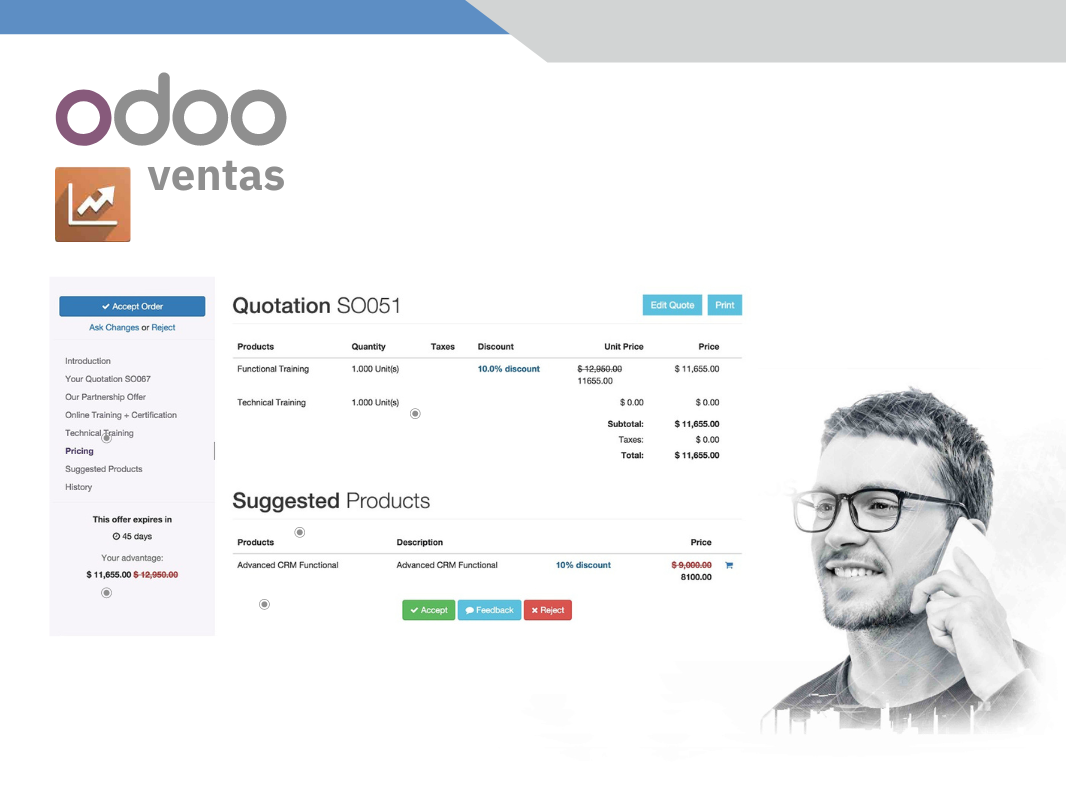 odoo
ventas
Accept Order
Ask Changes or Reject
Introduction
Your Quotation SO067
Our Partnership Offer
Online Training + Certification
Technical Training
Pricing
Suggested Products
History
This offer expires in
45 days
Your advantage:
$ 11,655.00 $ 12,950.00
Quotation SO051
Edit Quote Print
Products Quantity Taxes Discount Unit Price Price
Functional Training 1.000 Unit(s) 10.0% discount $ 12,950.00 $ 11,655.00
11655.00
Technical Training 1.000 Unit(s) $ 0.00 $ 0.00
Subtotal: $ 11,655.00
Taxes: $ 0.00
Total: $ 11,655.00
Suggested Products
Products Description Price
Advanced CRM Functional Advanced CRM Functional 10% discount $ 9,000.00
8100.00
Accept Feedback Reject